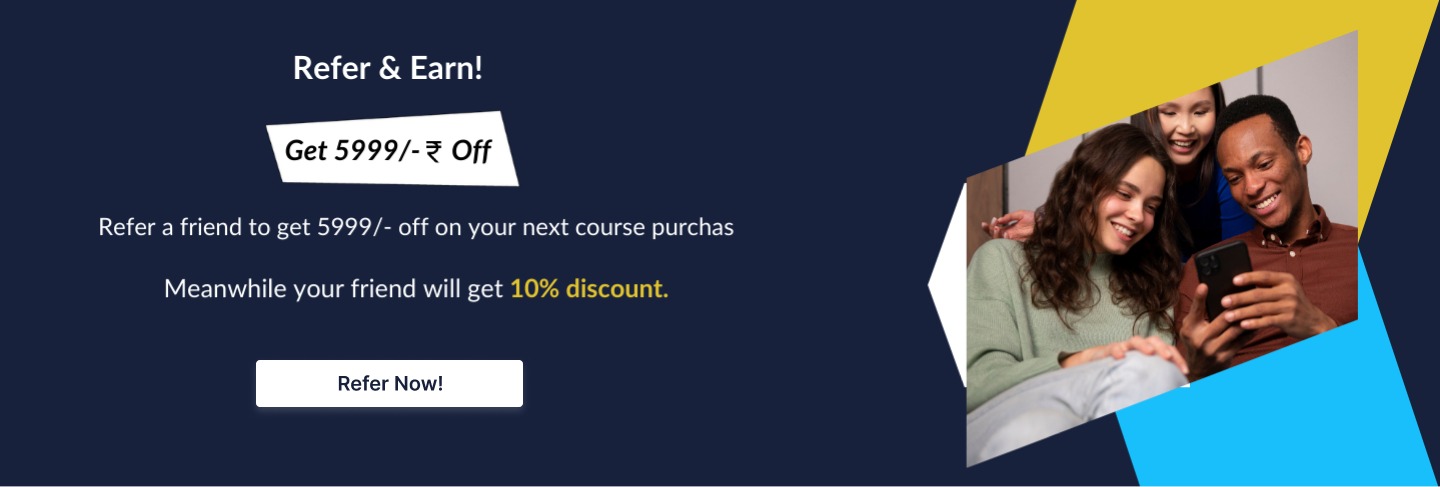 Refer & Earn!
Get 5999/- ₹ Off
Refer a friend to get 5999/- off on your next course purchas
Meanwhile your friend will get 10% discount.
Refer Now!